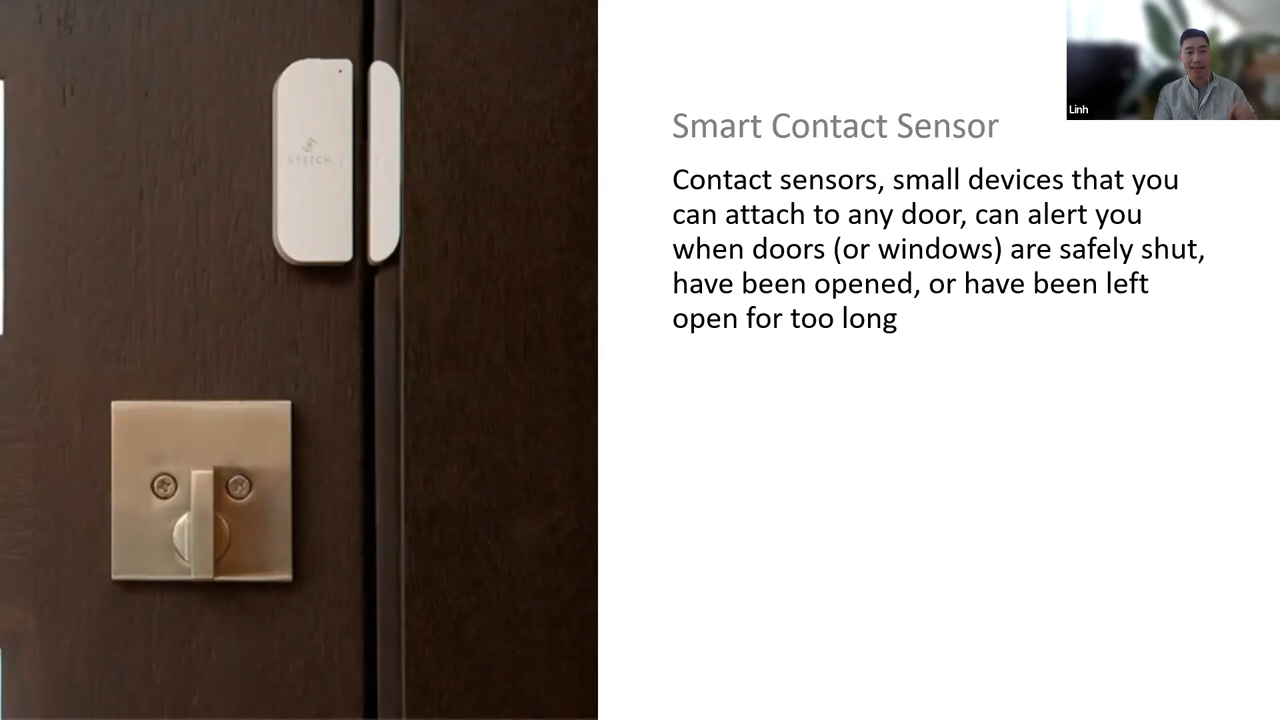 STITCH
Smart Contact Sensor
Contact sensors, small devices that you
can attach to any door, can alert you
when doors (or windows) are safely shut,
have been opened, or have been left
open for too long
Linh